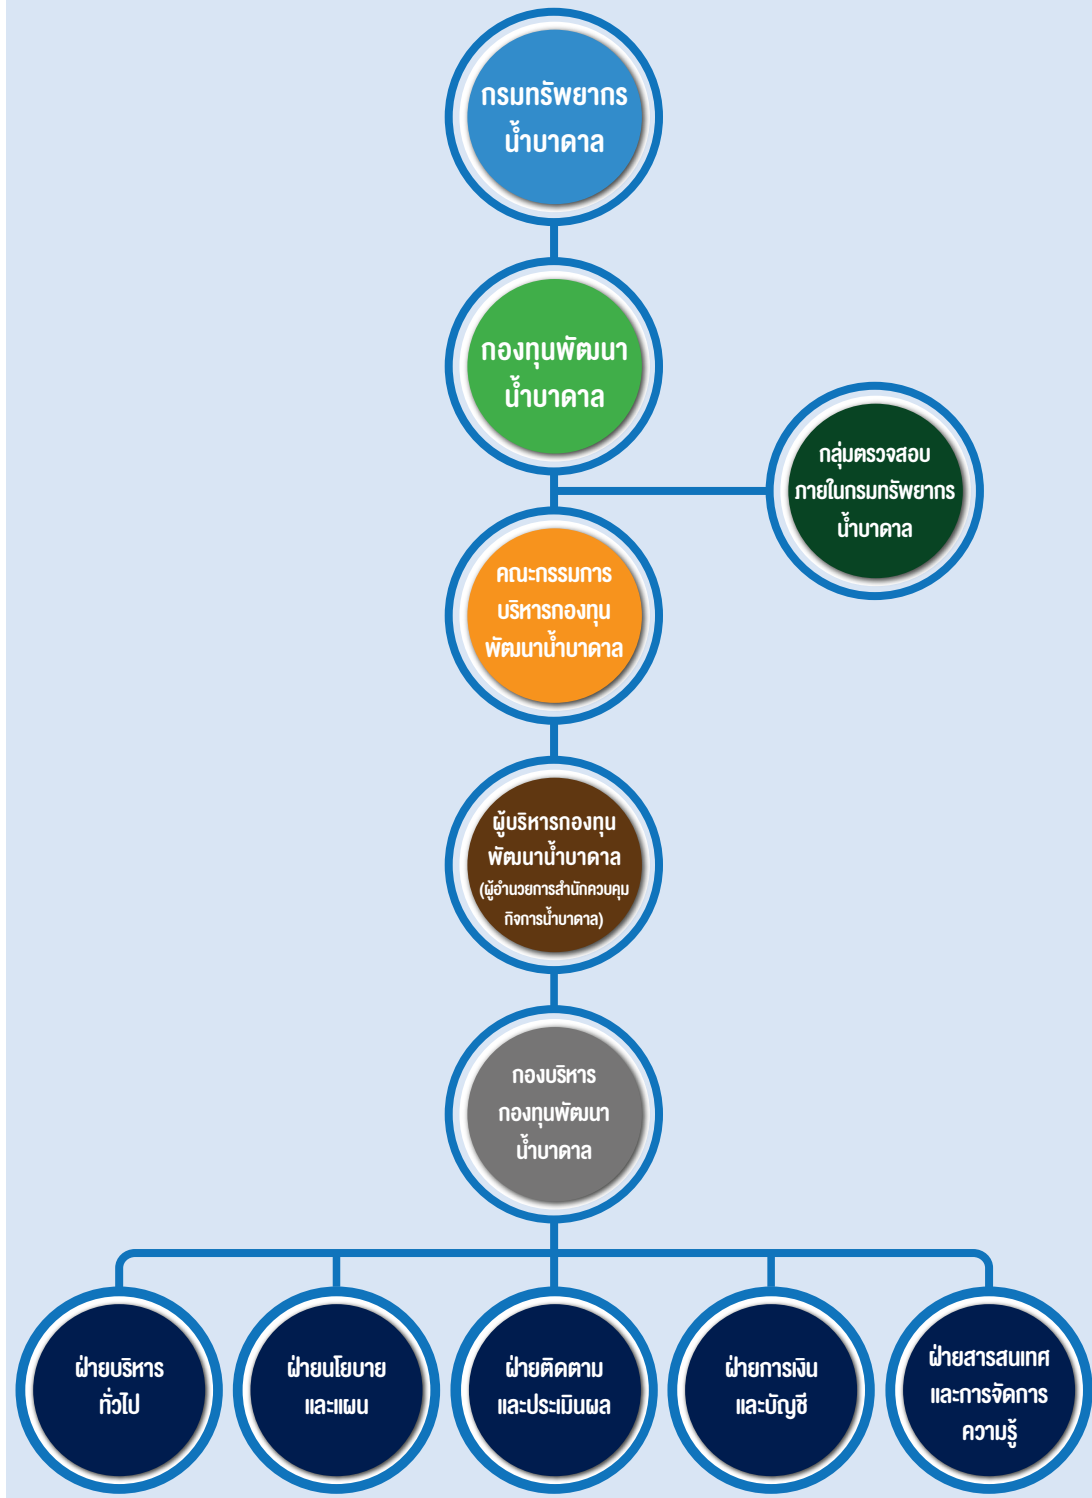 กรมทรัพยากร
น้ำบาดาล
กองทุนพัฒนา
น้ำบาดาล
กลุ่มตรวจสอบ
ภายในกรมทรัพยากร
น้ำบาดาล
คณะกรรมการ
บริหารกองทุน
พัฒนาน้ำบาดาล
ผู้บริหารกองทุน
พัฒนาน้ำบาดาล
(ผู้อำนวยการสำนักควบคุม
กิจการน้ำบาดาล)
กองบริหาร
กองทุนพัฒนา
น้ำบาดาล
ฝ่ายบริหาร
ทั่วไป
ฝ่ายนโยบาย
และแผน
ฝ่ายติดตาม
และประเมินผล
ฝ่ายการเงิน
และบัญชี
ฝ่ายสารสนเทศ
และการจัดการ
ความรู้